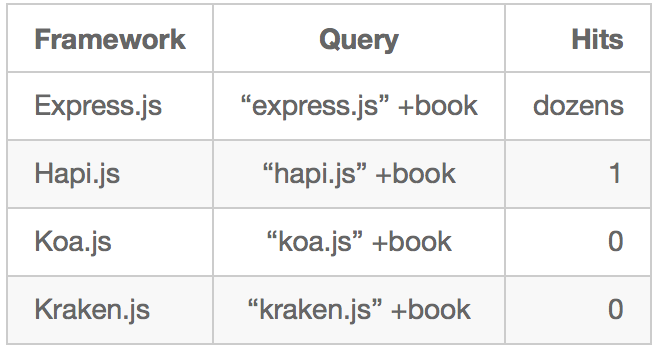 Framework Query Hits
Express.js “express.js” +book dozens
Hapi.js “hapi.js” +book 1
Koa.js “koa.js” +book 0
Kraken.js “kraken.js” +book 0